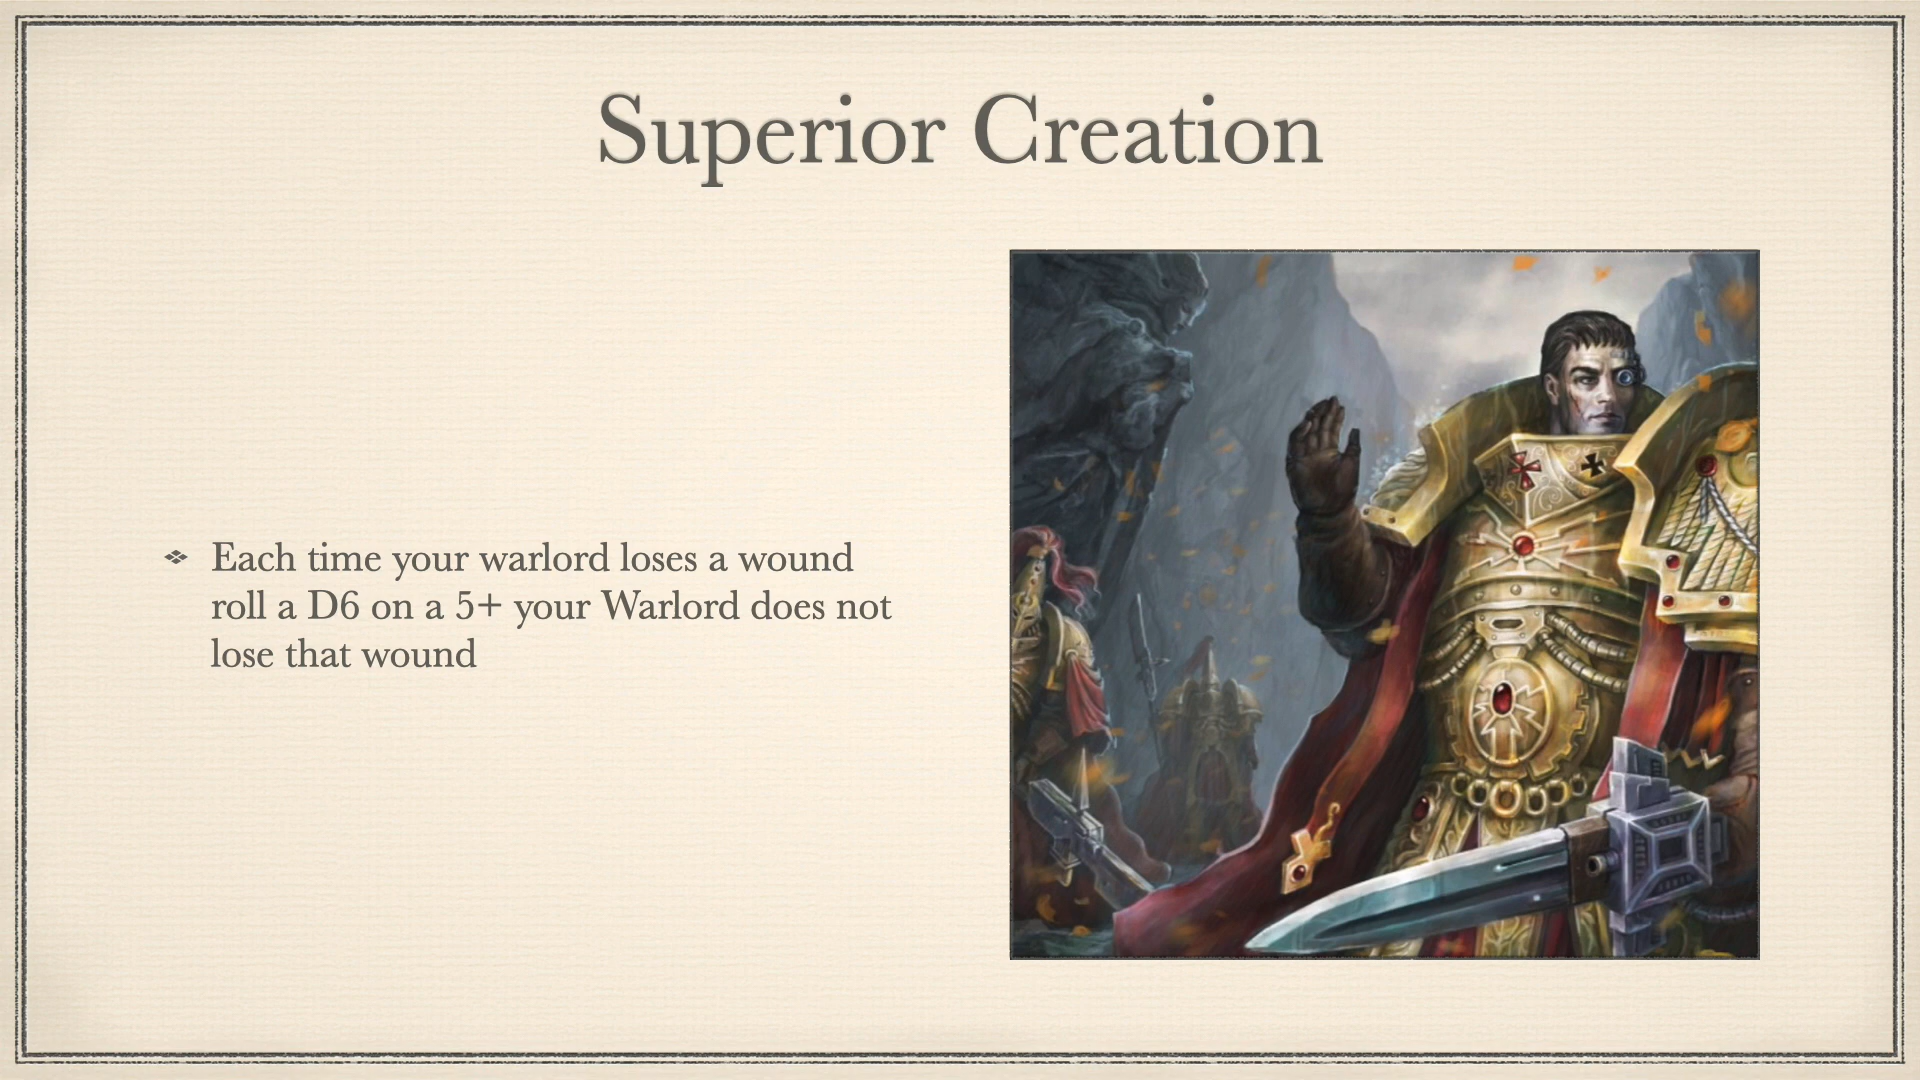 Superior Creation
Each time your warlord loses a wound
roll a D6 on a 5+ your Warlord does not
lose that wound